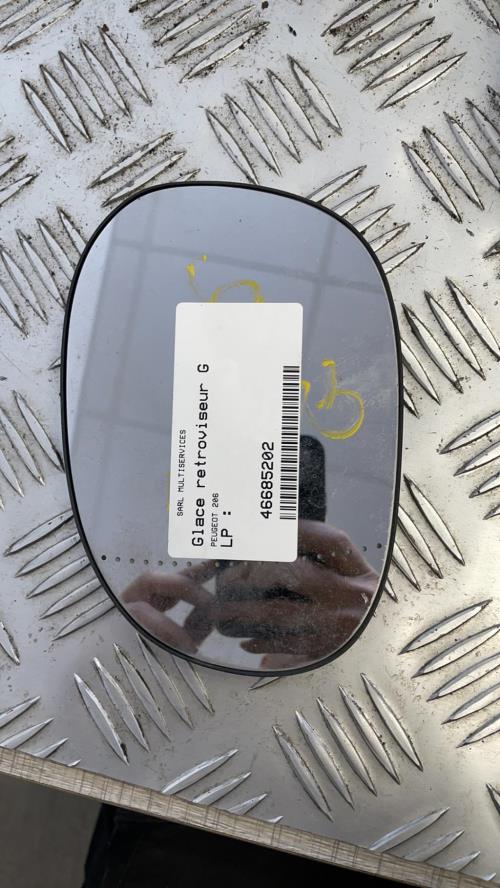 SARL MULTISERVICES
Glace retroviseur G
PEUGEOT 206
LP :
46685202